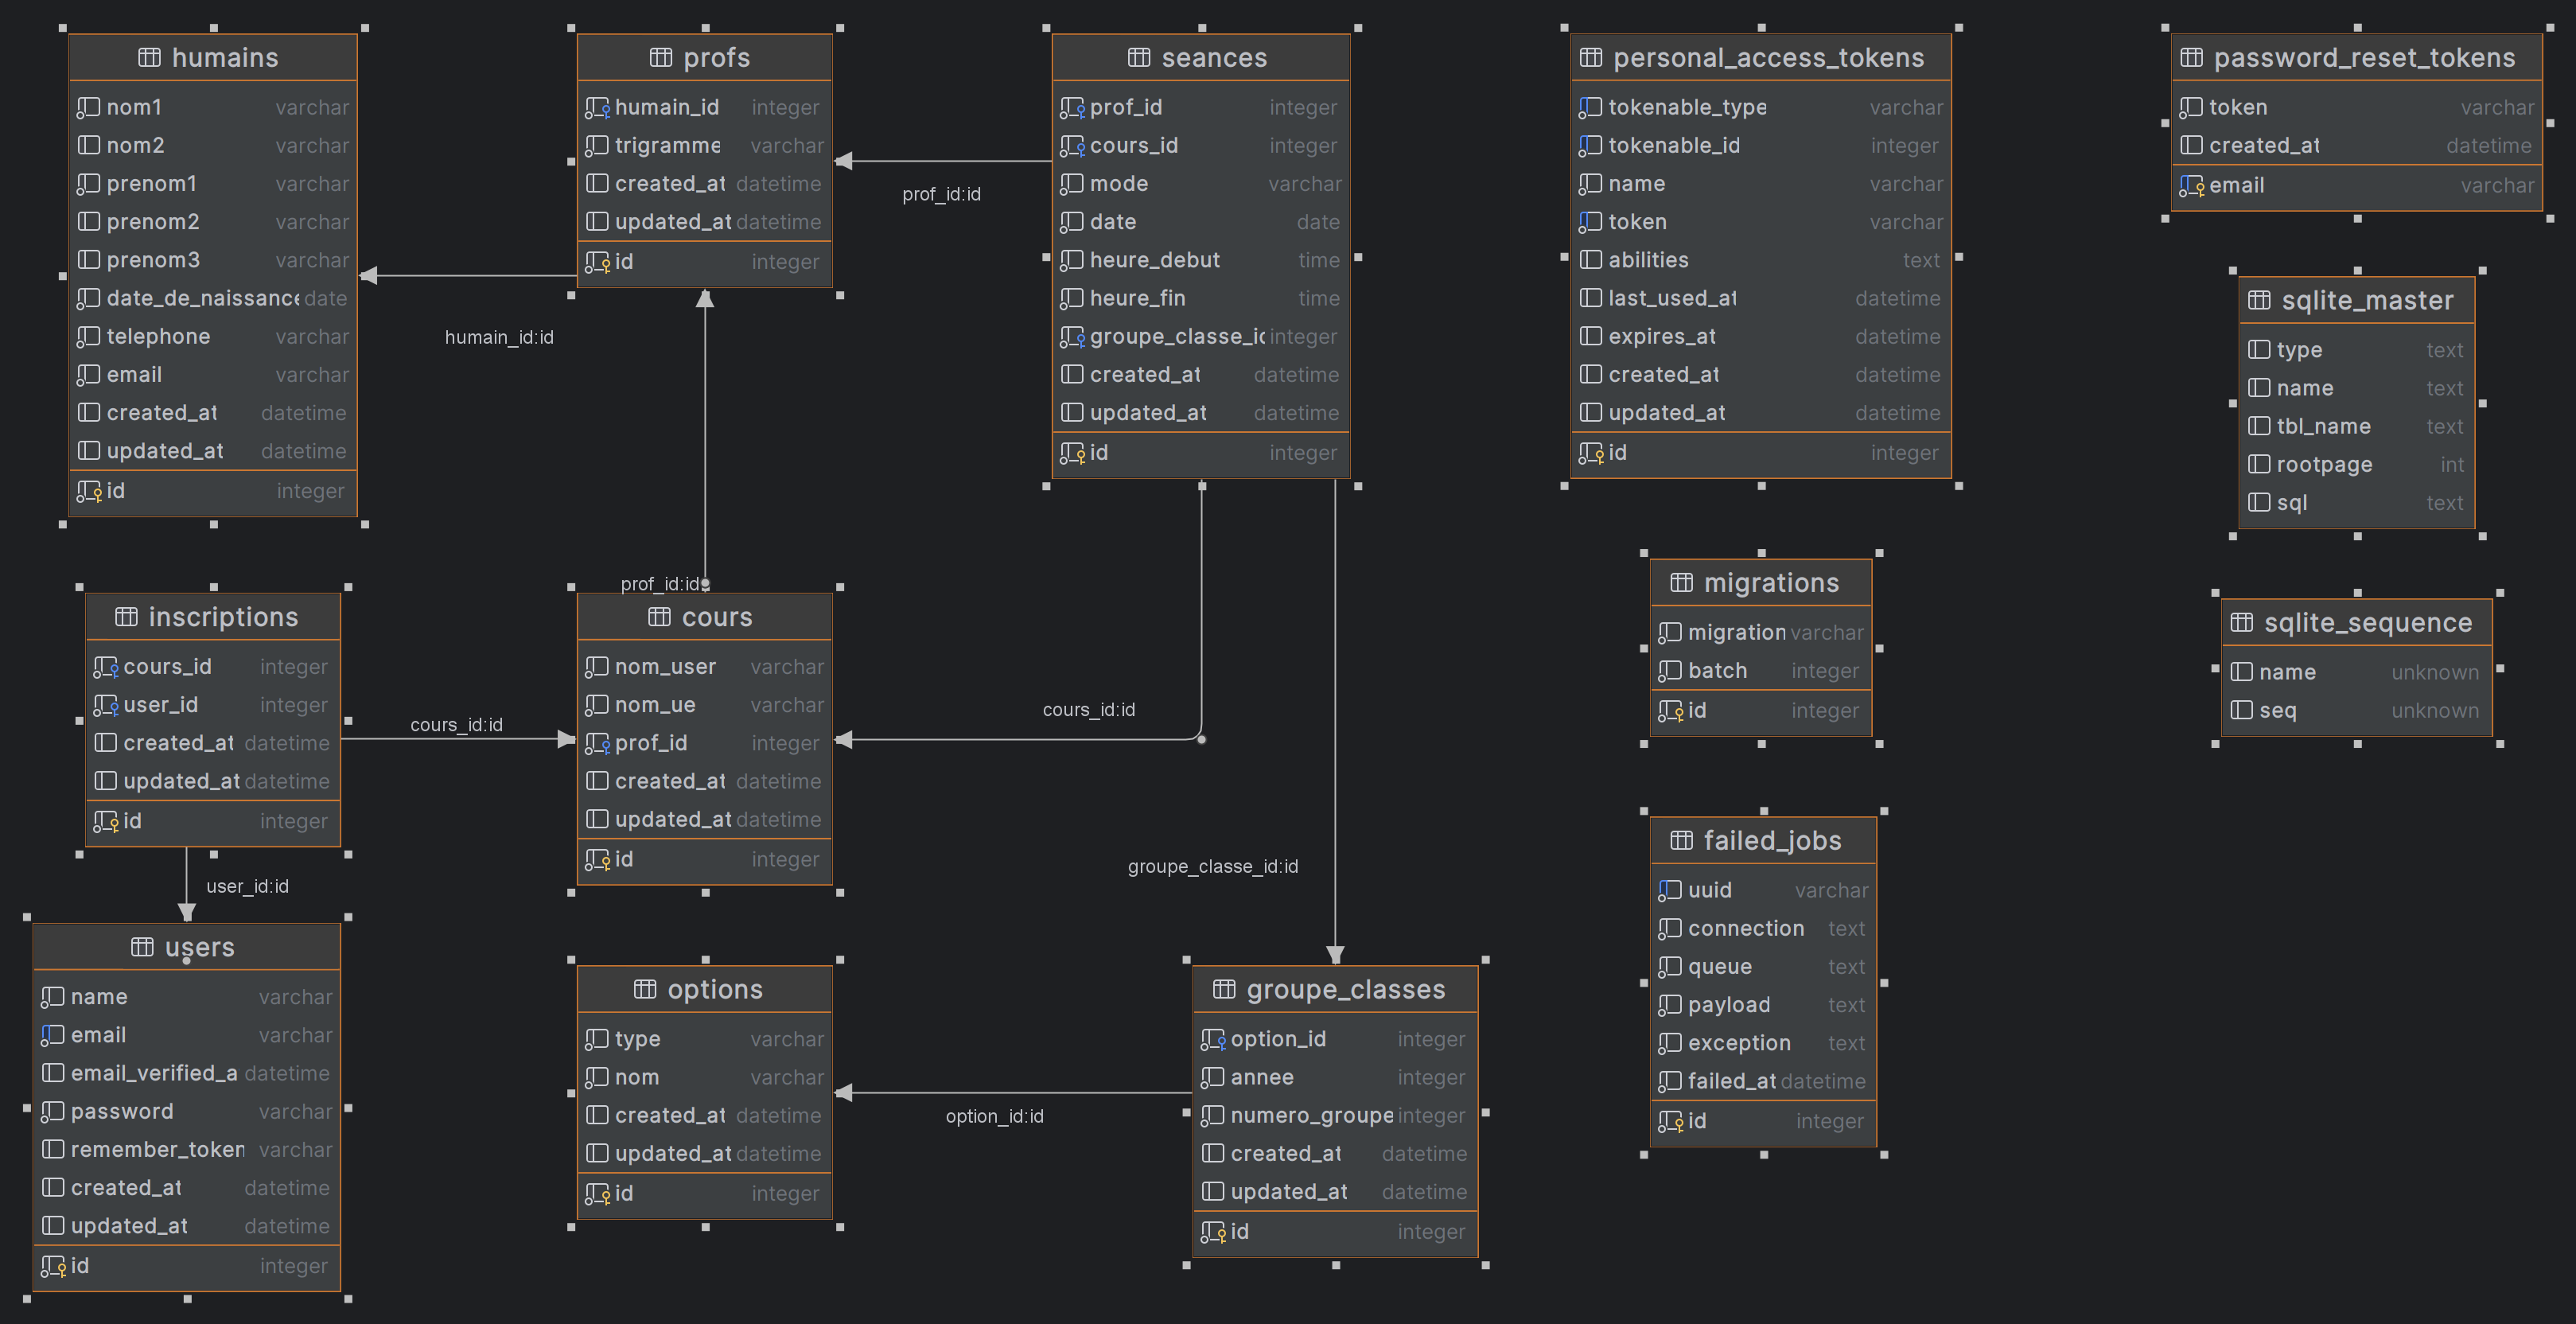 humains
nom1 varchar
nom2 varchar
prenom1 varchar
prenom2 varchar
prenom3 varchar
date_de_naissance date
telephone varchar
email varchar
created_at datetime
updated_at datetime
id integer
profs
humain_id integer
trigramme varchar
created_at datetime
updated_at datetime
id integer
seances
prof_id integer
cours_id integer
mode varchar
date date
heure_debut time
heure_fin time
groupe_classe_id integer
created_at datetime
updated_at datetime
id integer
personal_access_tokens
tokenable_type varchar
tokenable_id integer
name varchar
token varchar
abilities text
last_used_at datetime
expires_at datetime
created_at datetime
updated_at datetime
id integer
password_reset_tokens
token varchar
created_at datetime
email varchar
sqlite_master
type text
name text
tbl_name text
rootpage int
sql text
prof_id:id
humain_id:id
prof_id:id
inscriptions
cours_id integer
user_id integer
created_at datetime
updated_at datetime
id integer
cours_id:id
cours
nom_user varchar
nom_ue varchar
prof_id integer
created_at datetime
updated_at datetime
id integer
cours_id:id
migrations
migration varchar
batch integer
id integer
sqlite_sequence
name unknown
seq unknown
user_id:id
groupe_classe_id:id
users
name varchar
email varchar
email_verified_a datetime
password varchar
remember_token varchar
created_at datetime
updated_at datetime
id integer
options
type varchar
nom varchar
created_at datetime
updated_at datetime
id integer
option_id:id
groupe_classes
option_id integer
annee integer
numero_groupe integer
created_at datetime
updated_at datetime
id integer
failed_jobs
uuid varchar
connection text
queue text
payload text
exception text
failed_at datetime
id integer